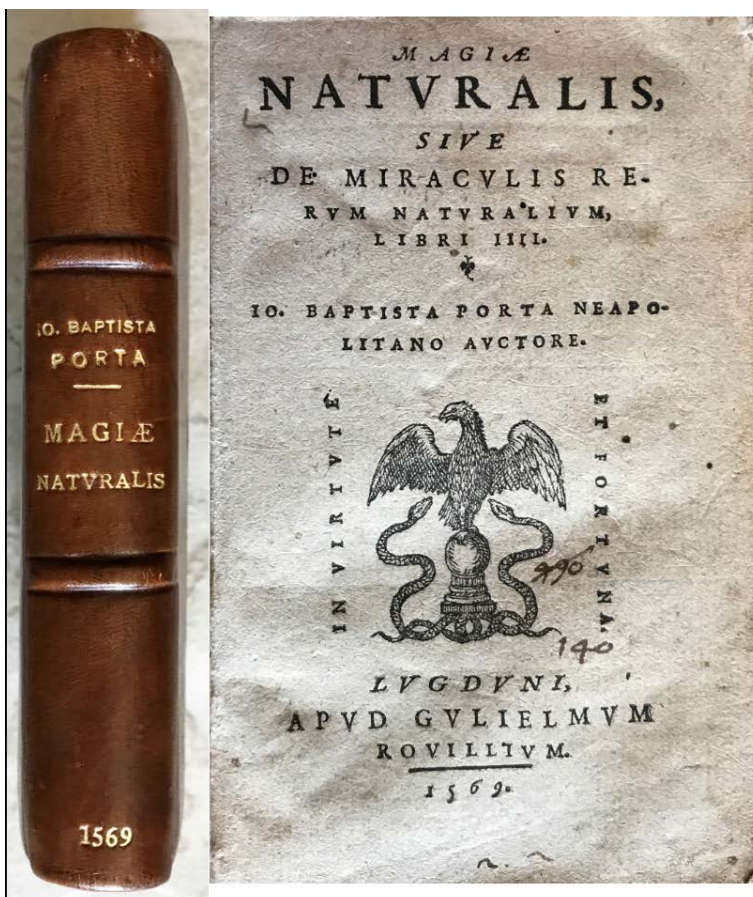 IO. BAPTISTA
PORTA
MAGIÆ
NATVRALIS
1569
MAGIÆ
NATVRALIS,
SIVE
DE MIRACVLIS RE-
RVM NATVRALIVM,
LIBRI IIII.
IO. BAPTISTA PORTA NEAPO-
LITANO AVCTORE.
IN VIRTVTE
ET FORTVNA.
140
LVGDVNI,
APVD GVLIELMVM
ROVILLIVM.
1569.